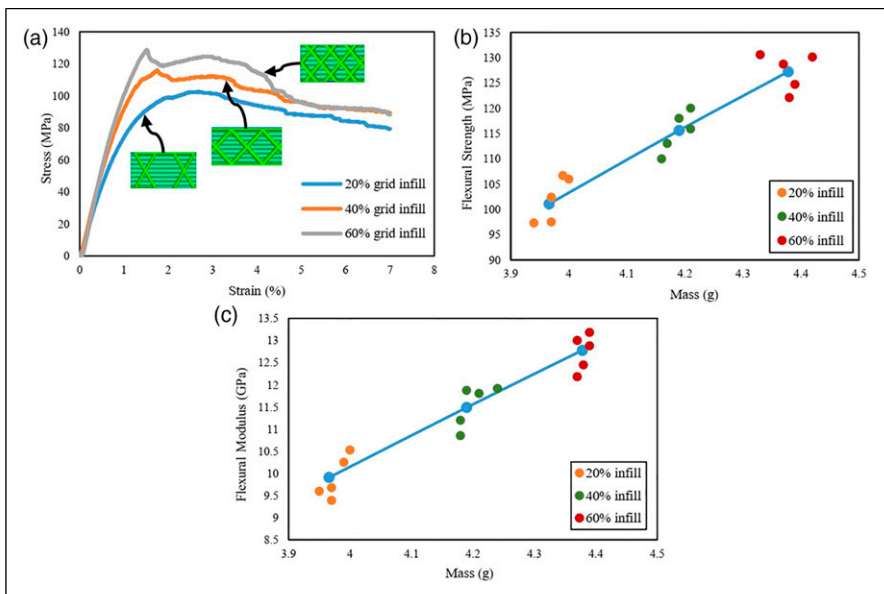 (a)
140
120
100
80
60
40
20
0
Stress (MPa)
0 1 2 3 4 5 6 7 8
Strain (%)
20% grid infill
40% grid infill
60% grid infill
(b)
135
130
125
120
115
110
105
100
95
90
Flexural Strength (MPa)
3.9 4 4.1 4.2 4.3 4.4 4.5
Mass (g)
20% infill
40% infill
60% infill
(c)
13.5
13
12.5
12
11.5
11
10.5
10
9.5
9
8.5
Flexural Modulus (GPa)
3.9 4 4.1 4.2 4.3 4.4 4.5
Mass (g)
20% infill
40% infill
60% infill